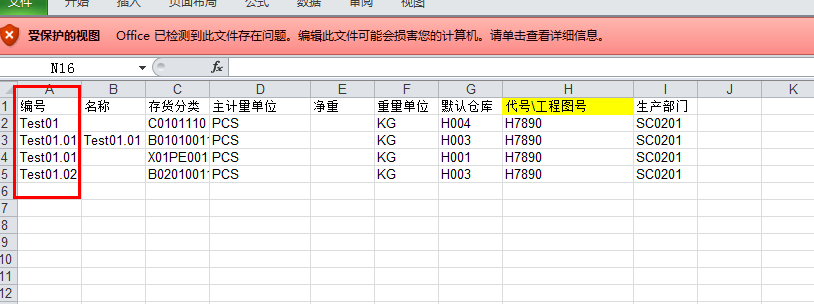 文件 开始 插入 页面布局 公式 数据 审阅 视图
受保护的视图 Office 已检测到此文件存在问题。编辑此文件可能会损害您的计算机。请单击查看详细信息。
N16 fx
A B C D E F G H I J K
1 编号 名称 存货分类 主计量单位 净重 重量单位 默认仓库 代号\工程图号 生产部门
2 Test01 C0101110 PCS KG H004 H7890 SC0201
3 Test01.01 Test01.01 B0101001 PCS KG H003 H7890 SC0201
4 Test01.01 X01PE001 PCS KG H001 H7890 SC0201
5 Test01.02 B0201001 PCS KG H003 H7890 SC0201
6
7
8
9
10
11
12